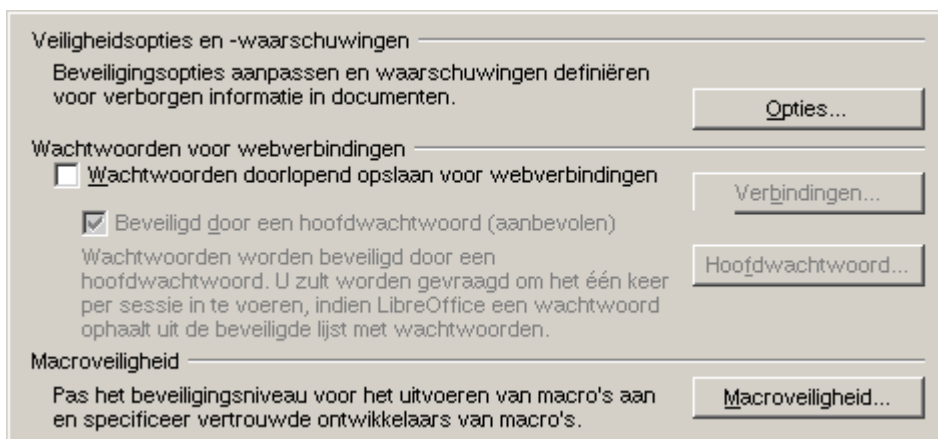 Veiligheidsopties en -waarschuwingen
Beveiligingsopties aanpassen en waarschuwingen definiëren
voor verborgen informatie in documenten.
Opties...
Wachtwoorden voor webverbindingen
Wachtwoorden doorlopend opslaan voor webverbindingen
Verbindingen...
Beveiligd door een hoofdwachtwoord (aanbevolen)
Wachtwoorden worden beveiligd door een
hoofdwachtwoord. U zult worden gevraagd om het één keer
per sessie in te voeren, indien LibreOffice een wachtwoord
ophaalt uit de beveiligde lijst met wachtwoorden.
Hoofdwachtwoord...
Macroveiligheid
Pas het beveiligingsniveau voor het uitvoeren van macro's aan
en specificeer vertrouwde ontwikkelaars van macro's.
Macroveiligheid...